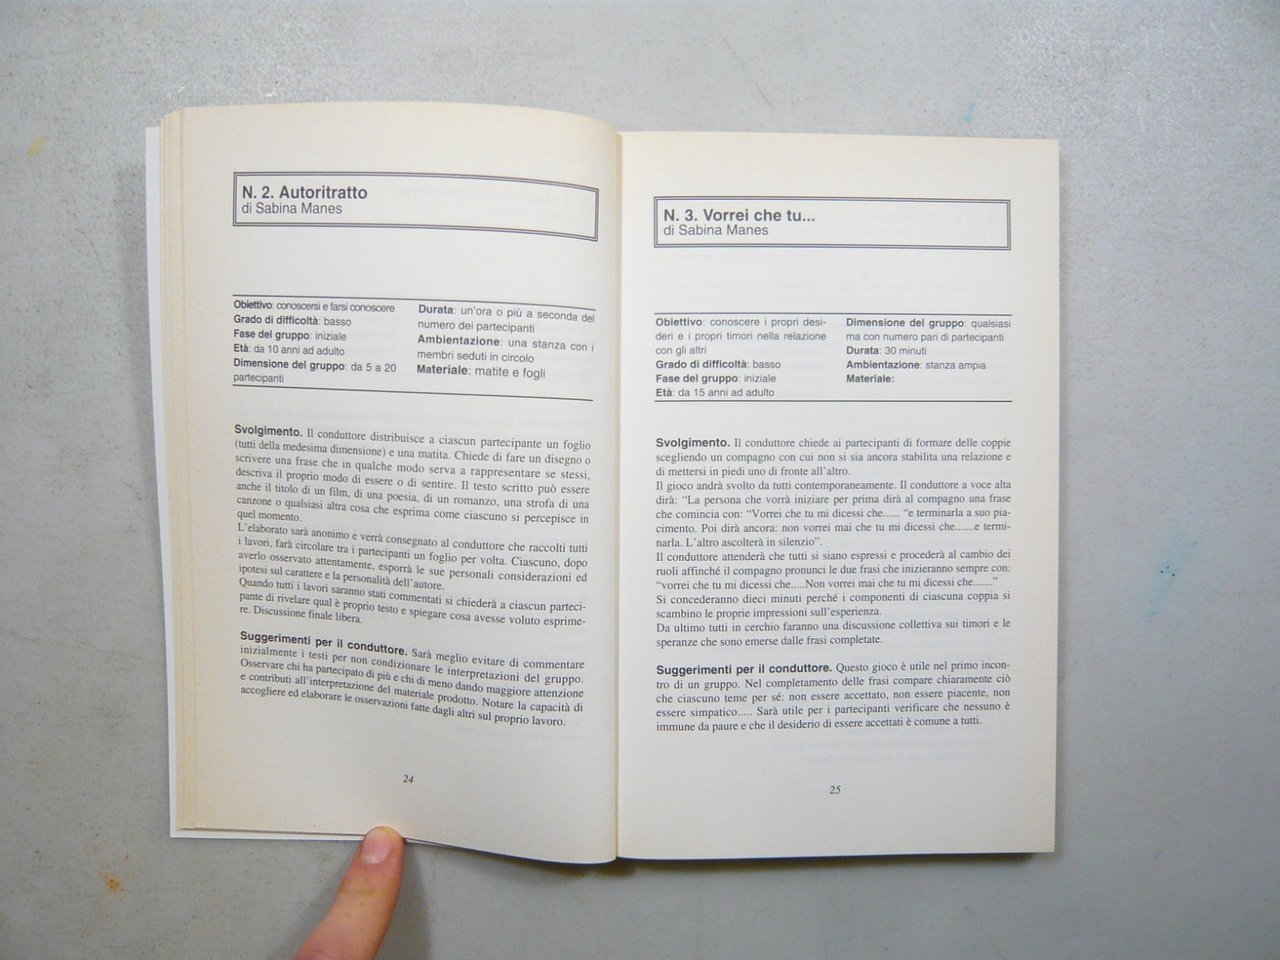 N. 2. Autoritratto
di Sabina Manes
Obiettivo: conoscersi e farsi conoscere
Grado di difficoltà: basso
Fase del gruppo: iniziale
Età: da 10 anni ad adulto
Dimensione del gruppo: da 5 a 20
partecipanti
Durata: un'ora o più a seconda del
numero dei partecipanti
Ambientazione: una stanza con i
membri seduti in circolo
Materiale: matite e fogli
Svolgimento. Il conduttore distribuisce a ciascun partecipante un foglio
(tutti della medesima dimensione) e una matita. Chiede di fare un disegno o
scrivere una frase che in qualche modo serva a rappresentare se stessi,
descriva il proprio modo di essere o di sentire. Il testo scritto può essere
anche il titolo di un film, di una poesia, di un romanzo, una strofa di una
canzone o qualsiasi altra cosa che esprima come ciascuno si percepisce in
quel momento.
L'elaborato sarà anonimo e verrà consegnato al conduttore che raccolti tutti
i lavori, farà circolare tra i partecipanti un foglio per volta. Ciascuno, dopo
averlo osservato attentamente, esporrà le sue personali considerazioni ed
ipotesi sul carattere e la personalità dell'autore.
Quando tutti i lavori saranno stati commentati si chiederà a ciascun parteci-
pante di rivelare qual è proprio testo e spiegare cosa avesse voluto esprime-
re. Discussione finale libera.
Suggerimenti per il conduttore. Sarà meglio evitare di commentare
inizialmente i testi per non condizionare le interpretazioni del gruppo.
Osservare chi ha partecipato di più e chi di meno dando maggiore attenzione
e contributi all'interpretazione del materiale prodotto. Notare la capacità di
accogliere ed elaborare le osservazioni fatte dagli altri sul proprio lavoro.
24
N. 3. Vorrei che tu...
di Sabina Manes
Obiettivo: conoscere i propri desi-
deri e i propri timori nella relazione
con gli altri
Grado di difficoltà: basso
Fase del gruppo: iniziale
Età: da 15 anni ad adulto
Dimensione del gruppo: qualsiasi
ma con numero pari di partecipanti
Durata: 30 minuti
Ambientazione: stanza ampia
Materiale:
Svolgimento. Il conduttore chiede ai partecipanti di formare delle coppie
scegliendo un compagno con cui non si sia ancora stabilita una relazione e
di mettersi in piedi uno di fronte all'altro.
Il gioco andrà svolto da tutti contemporaneamente. Il conduttore a voce alta
dirà: “La persona che vorrà iniziare per prima dirà al compagno una frase
che comincia con: “Vorrei che tu mi dicessi che...... “e terminarla a suo pia-
cimento. Poi dirà ancora: non vorrei mai che tu mi dicessi che.......e termi-
narla. L'altro ascolterà in silenzio”.
Il conduttore attenderà che tutti si siano espressi e procederà al cambio dei
ruoli affinché il compagno pronunci le due frasi che inizieranno sempre con:
“vorrei che tu mi dicessi che.....Non vorrei mai che tu mi dicessi che.......”
Si concederanno dieci minuti perché i componenti di ciascuna coppia si
scambino le proprie impressioni sull'esperienza.
Da ultimo tutti in cerchio faranno una discussione collettiva sui timori e le
speranze che sono emerse dalle frasi completate.
Suggerimenti per il conduttore. Questo gioco è utile nel primo incon-
tro di un gruppo. Nel completamento delle frasi compare chiaramente ciò
che ciascuno teme per sé: non essere accettato, non essere piacente, non
essere simpatico..... Sarà utile per i partecipanti verificare che nessuno è
immune da paure e che il desiderio di essere accettati è comune a tutti.
25